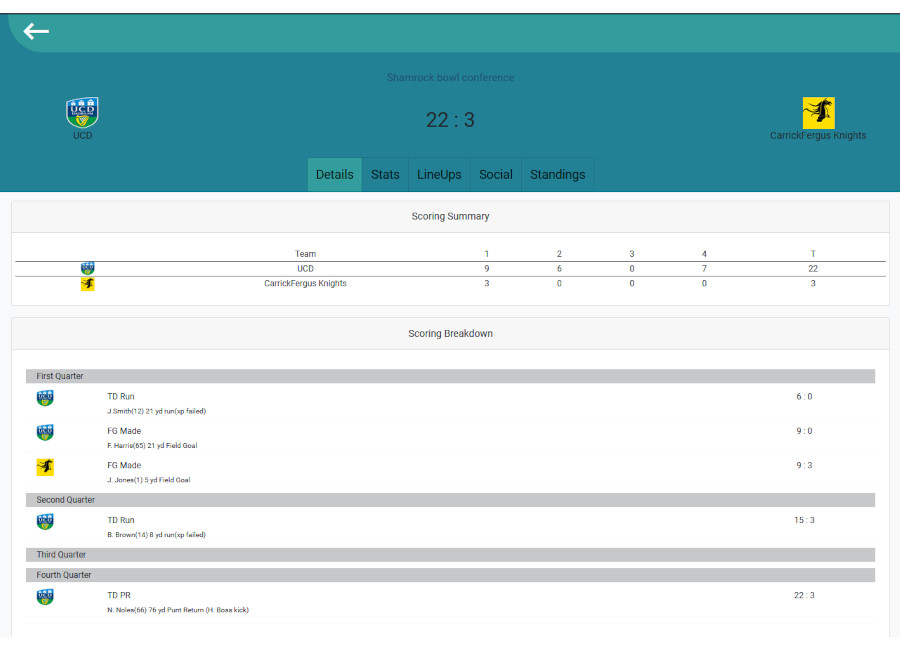 Shamrock bowl conference
22 : 3
UCD
UCD
CarrickFergus Knights
Details Stats LineUps Social Standings
Scoring Summary
Team 1 2 3 4 T
UCD 9 6 0 7 22
CarrickFergus Knights 3 0 0 0 3
Scoring Breakdown
First Quarter
TD Run 6 : 0
J.Smith(12) 21 yd run(xp failed)
FG Made 9 : 0
F. Harris(65) 21 yd Field Goal
FG Made 9 : 3
J. Jones(1) 5 yd Field Goal
Second Quarter
TD Run 15 : 3
B. Brown(14) 8 yd run(xp failed)
Third Quarter
Fourth Quarter
TD PR 22 : 3
N. Noles(66) 76 yd Punt Return (H. Boss kick)